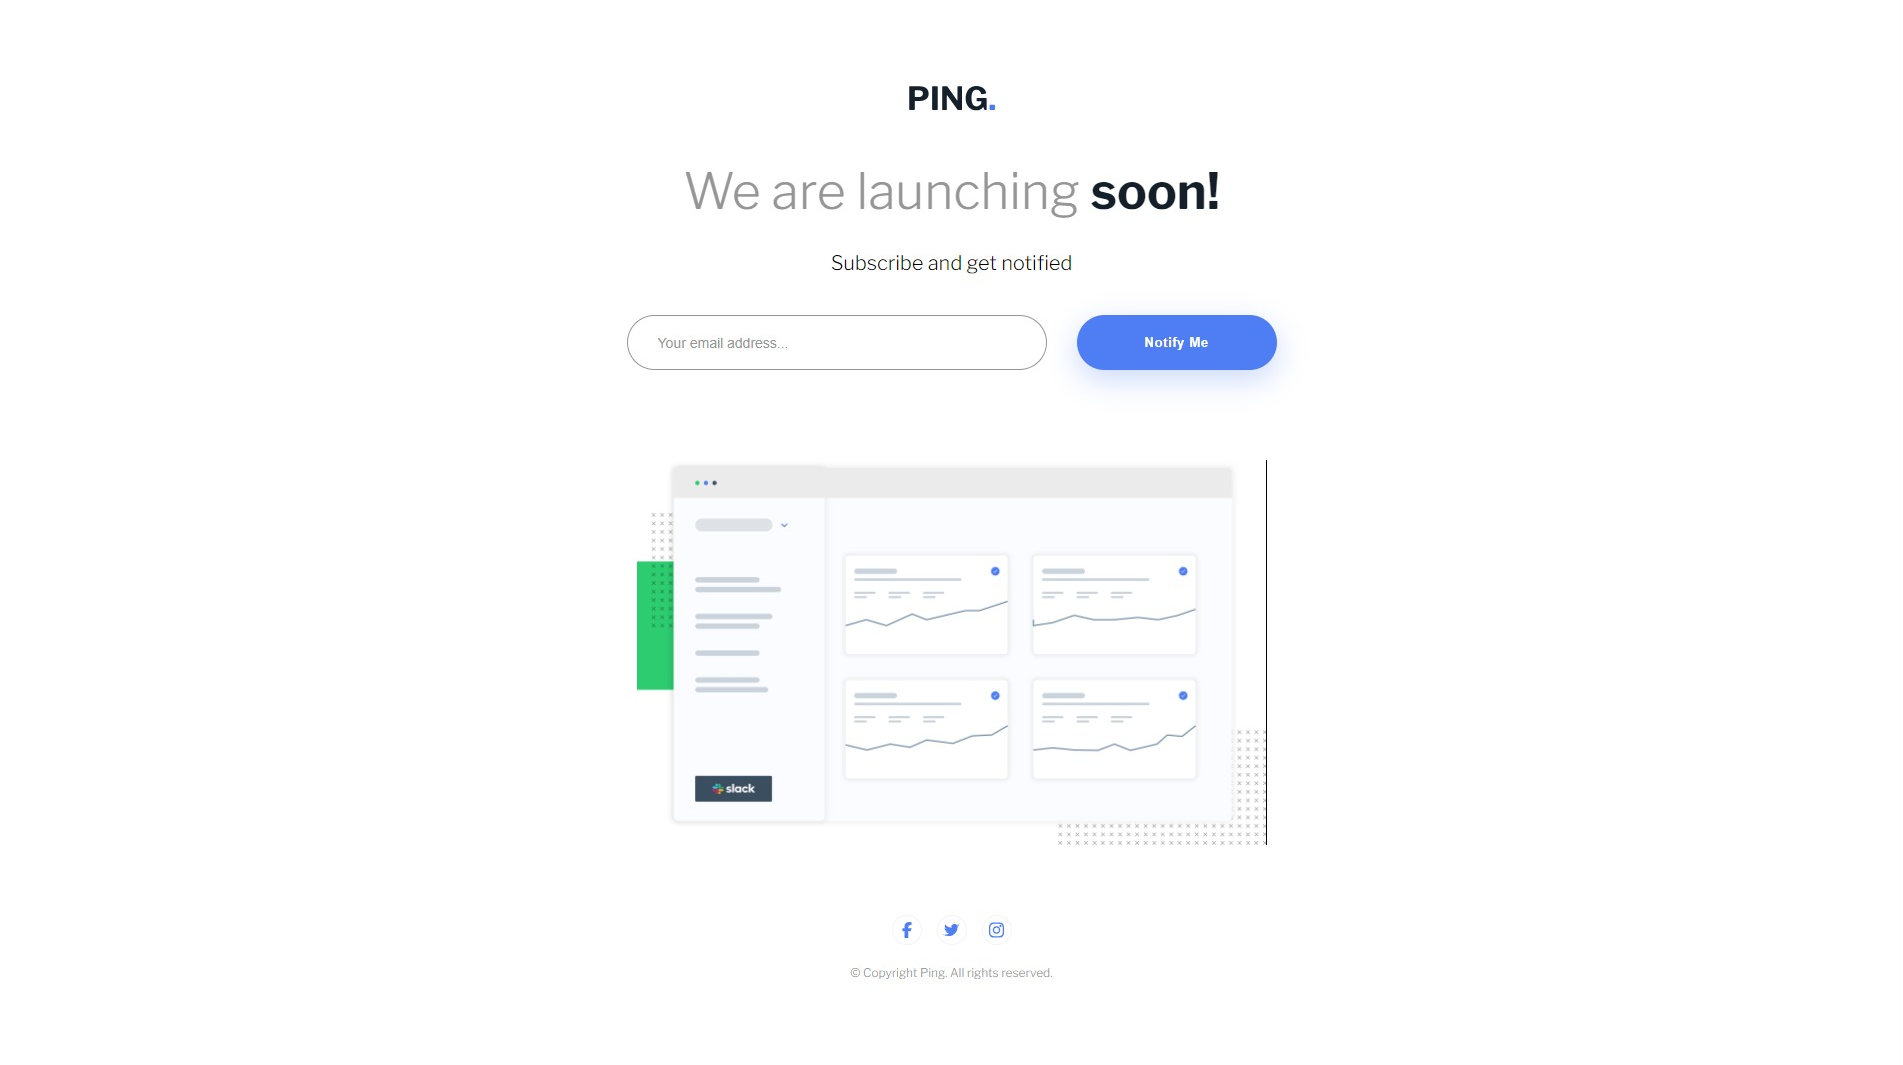 PING.
We are launching soon!
Subscribe and get notified
Your email address...
Notify Me
slack
© Copyright Ping. All rights reserved.